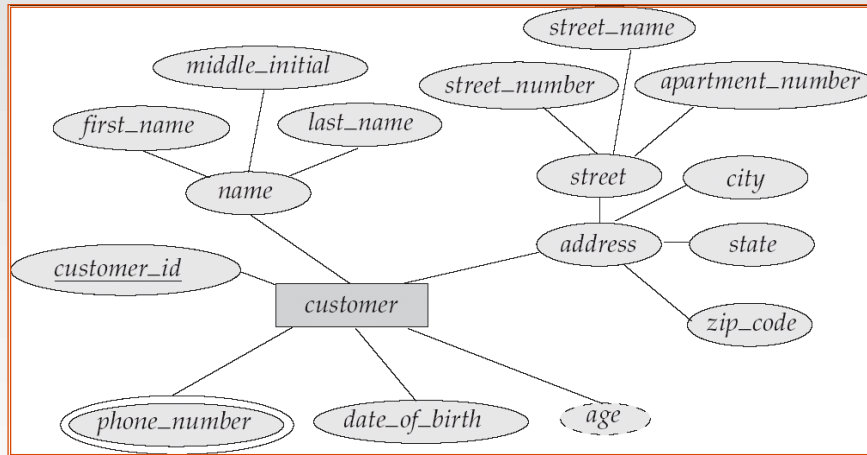 street_name
middle_initial
street_number
apartment_number
first_name
last_name
name
street
city
address
state
customer_id
customer
zip_code
phone_number
date_of_birth
age